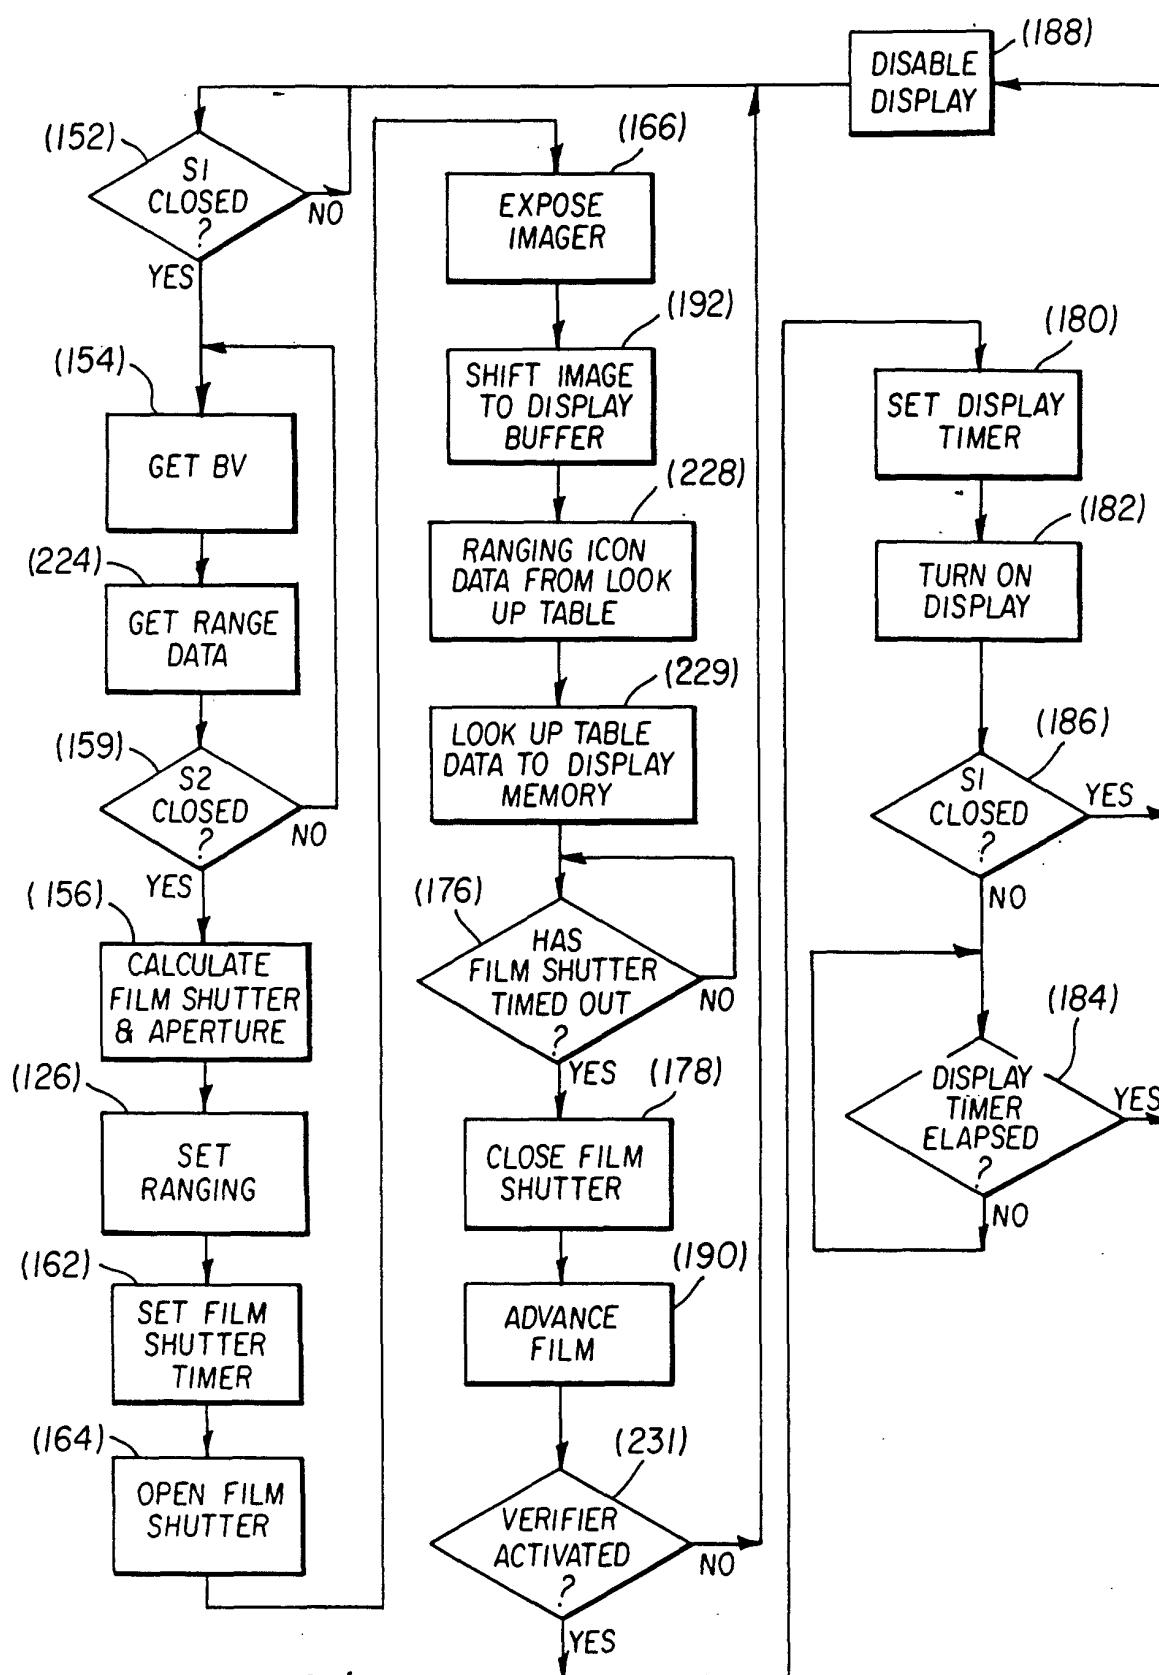 (152)
S1
CLOSED
?
NO
YES
(154)
GET BV
(224)
GET RANGE
DATA
(159)
S2
CLOSED
?
NO
YES
(156)
CALCULATE
FILM SHUTTER
& APERTURE
(126)
SET
RANGING
(162)
SET FILM
SHUTTER
TIMER
(164)
OPEN FILM
SHUTTER
(166)
EXPOSE
IMAGER
(192)
SHIFT IMAGE
TO DISPLAY
BUFFER
(228)
RANGING ICON
DATA FROM LOOK
UP TABLE
(229)
LOOK UP TABLE
DATA TO DISPLAY
MEMORY
(176)
HAS
FILM SHUTTER
TIMED OUT
?
NO
YES
(178)
CLOSE FILM
SHUTTER
(190)
ADVANCE
FILM
(231)
VERIFIER
ACTIVATED
?
NO
YES
(188)
DISABLE
DISPLAY
(180)
SET DISPLAY
TIMER
(182)
TURN ON
DISPLAY
(186)
S1
CLOSED
?
YES
NO
(184)
DISPLAY
TIMER
ELAPSED
?
YES
NO